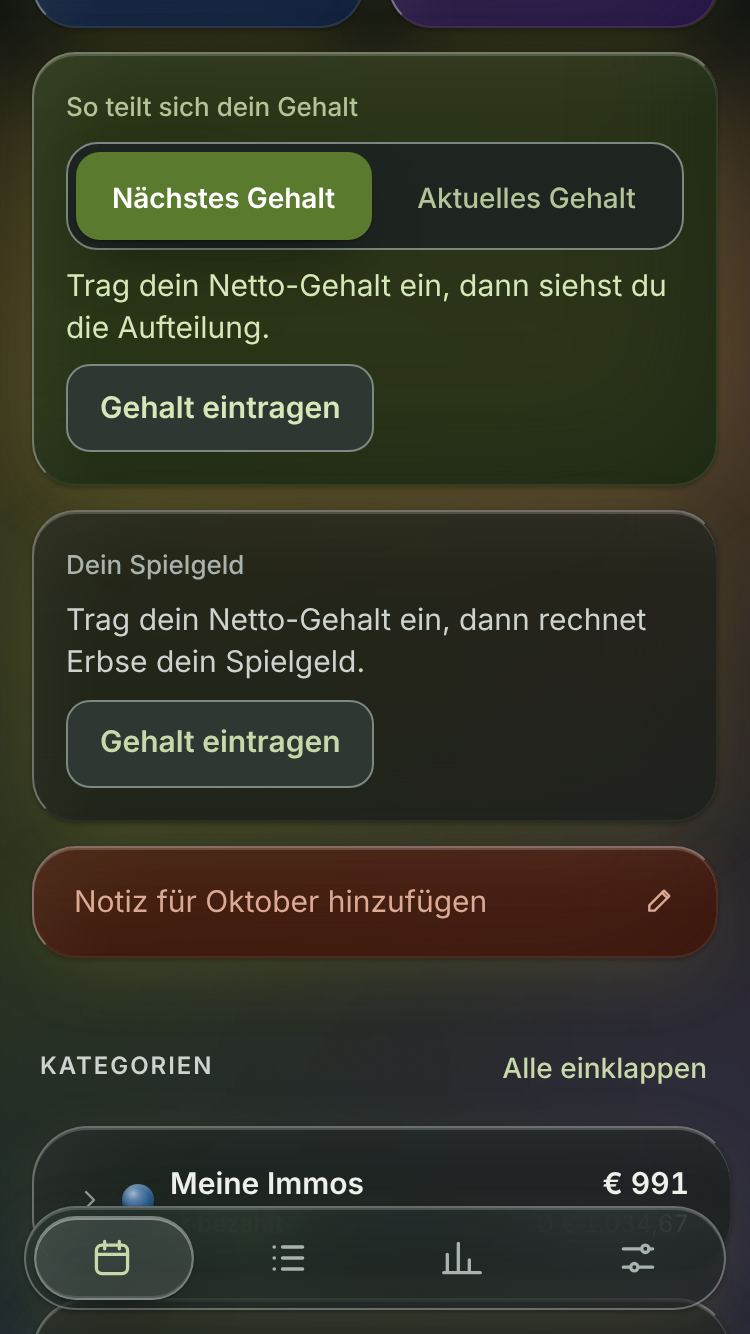 So teilt sich dein Gehalt
Nächstes Gehalt
Aktuelles Gehalt
Trag dein Netto-Gehalt ein, dann siehst du
die Aufteilung.
Gehalt eintragen
Dein Spielgeld
Trag dein Netto-Gehalt ein, dann rechnet
Erbse dein Spielgeld.
Gehalt eintragen
Notiz für Oktober hinzufügen
KATEGORIEN
Alle einklappen
Meine Immos
€ 991
bezahlt